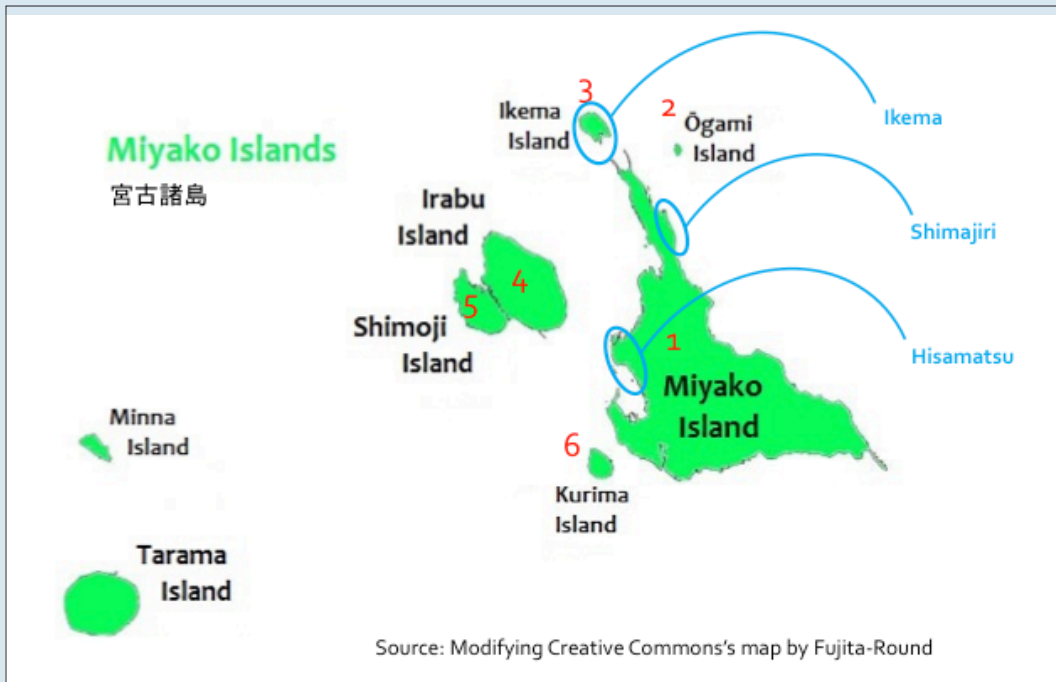 3
Ikema
Island
2
Ōgami
Island
Ikema
Miyako Islands
宮古諸島
Irabu
Island
4
5
Shimoji
Island
Shimajiri
1
Hisamatsu
Miyako
Island
Minna
Island
6
Kurima
Island
Tarama
Island
Source: Modifying Creative Commons's map by Fujita-Round